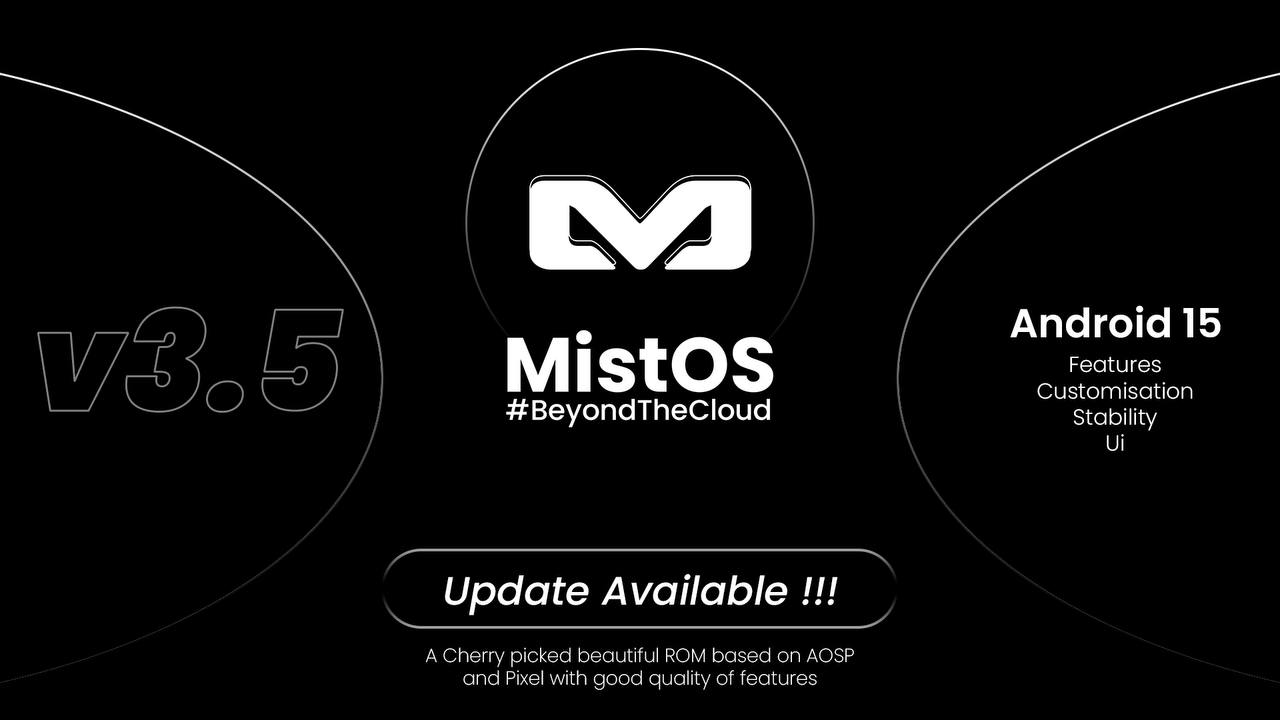 v3.5
MistOS
#BeyondTheCloud
Android 15
Features
Customisation
Stability
Ui
Update Available !!!
A Cherry picked beautiful ROM based on AOSP
and Pixel with good quality of features